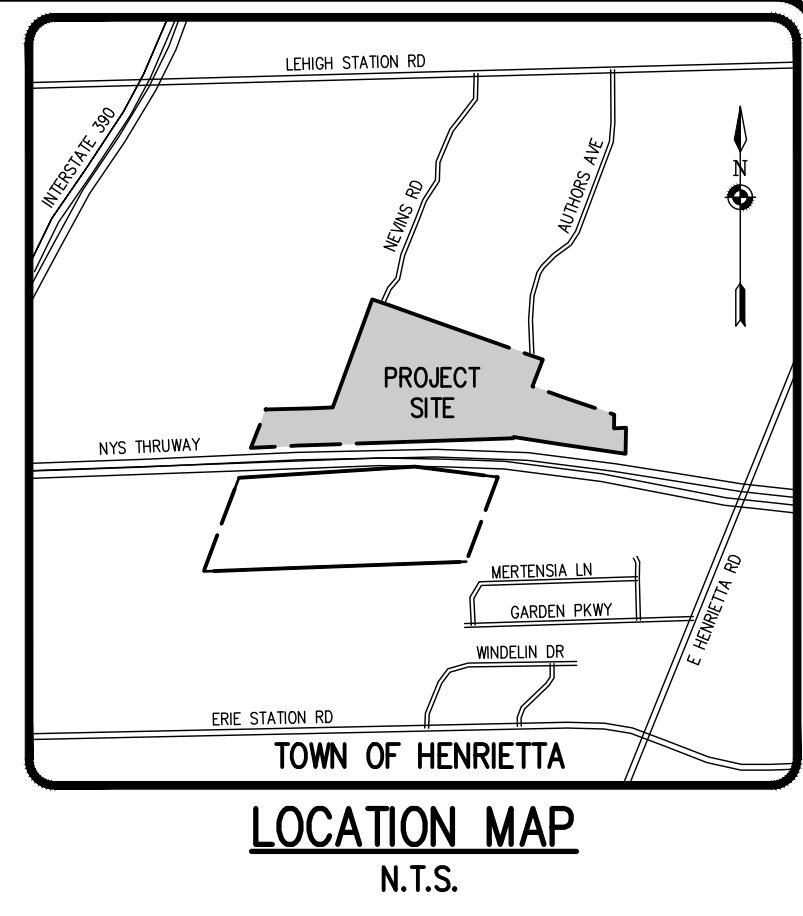 LEHIGH STATION RD
INTERSTATE 390
NEVINS RD
AUTHORS AVE
N
PROJECT
SITE
NYS THRUWAY
MERTENSIA LN
GARDEN PKWY
E HENRIETTA RD
WINDELIN DR
ERIE STATION RD
TOWN OF HENRIETTA
LOCATION MAP
N.T.S.